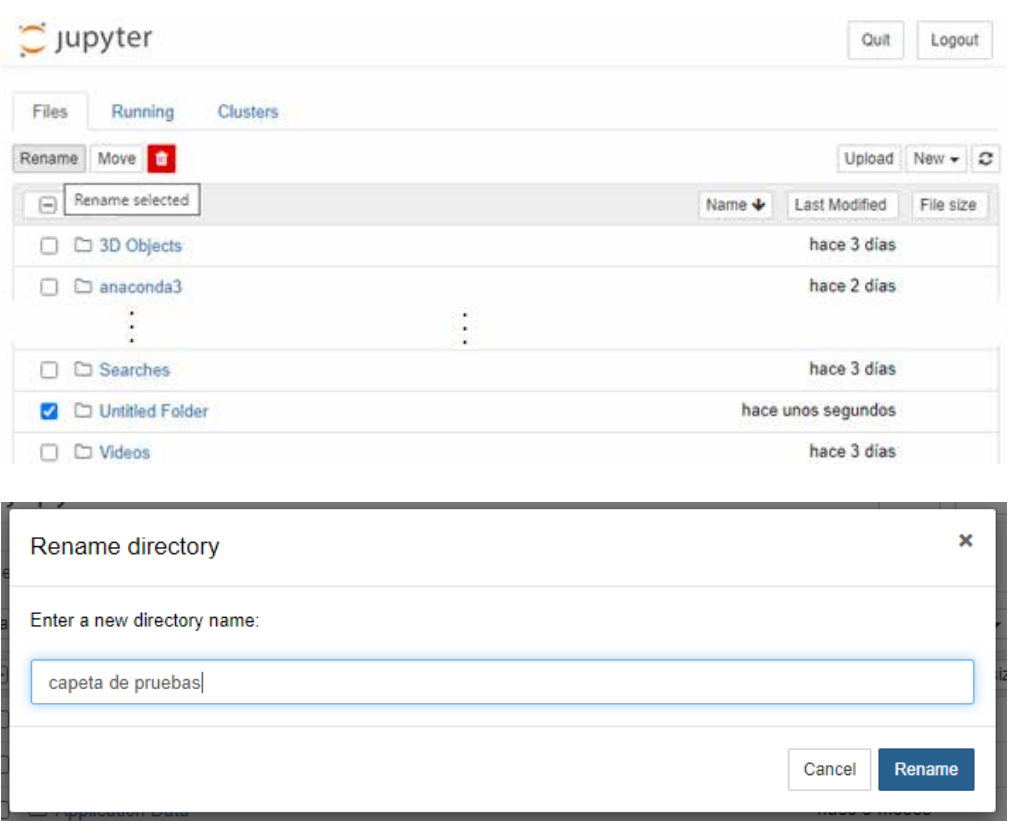 jupyter
Quit Logout
Files Running Clusters
Rename Move Upload New
Rename selected Name Last Modified File size
3D Objects hace 3 días
anaconda3 hace 2 días
Searches hace 3 días
Untitled Folder hace unos segundos
Videos hace 3 días
Rename directory
Enter a new directory name:
capeta de pruebas
Cancel Rename